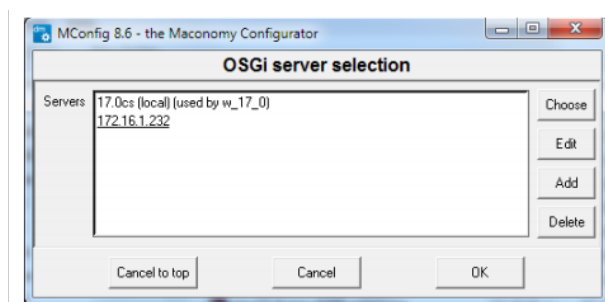 MConfig 8.6 - the Maconomy Configurator
OSGi server selection
Servers
17.0cs (local) (used by w_17_0)
172.16.1.232
Choose
Edit
Add
Delete
Cancel to top
Cancel
OK